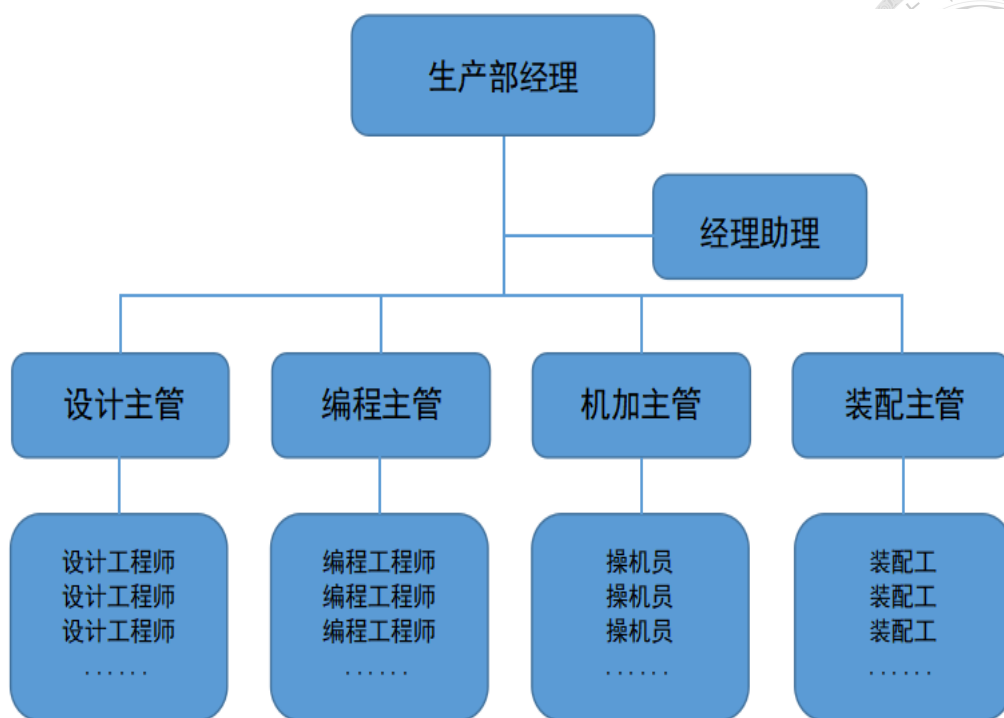 生产部经理
经理助理
设计主管
编程主管
机加主管
装配主管
设计工程师
设计工程师
设计工程师
······
编程工程师
编程工程师
编程工程师
······
操机员
操机员
操机员
······
装配工
装配工
装配工
······